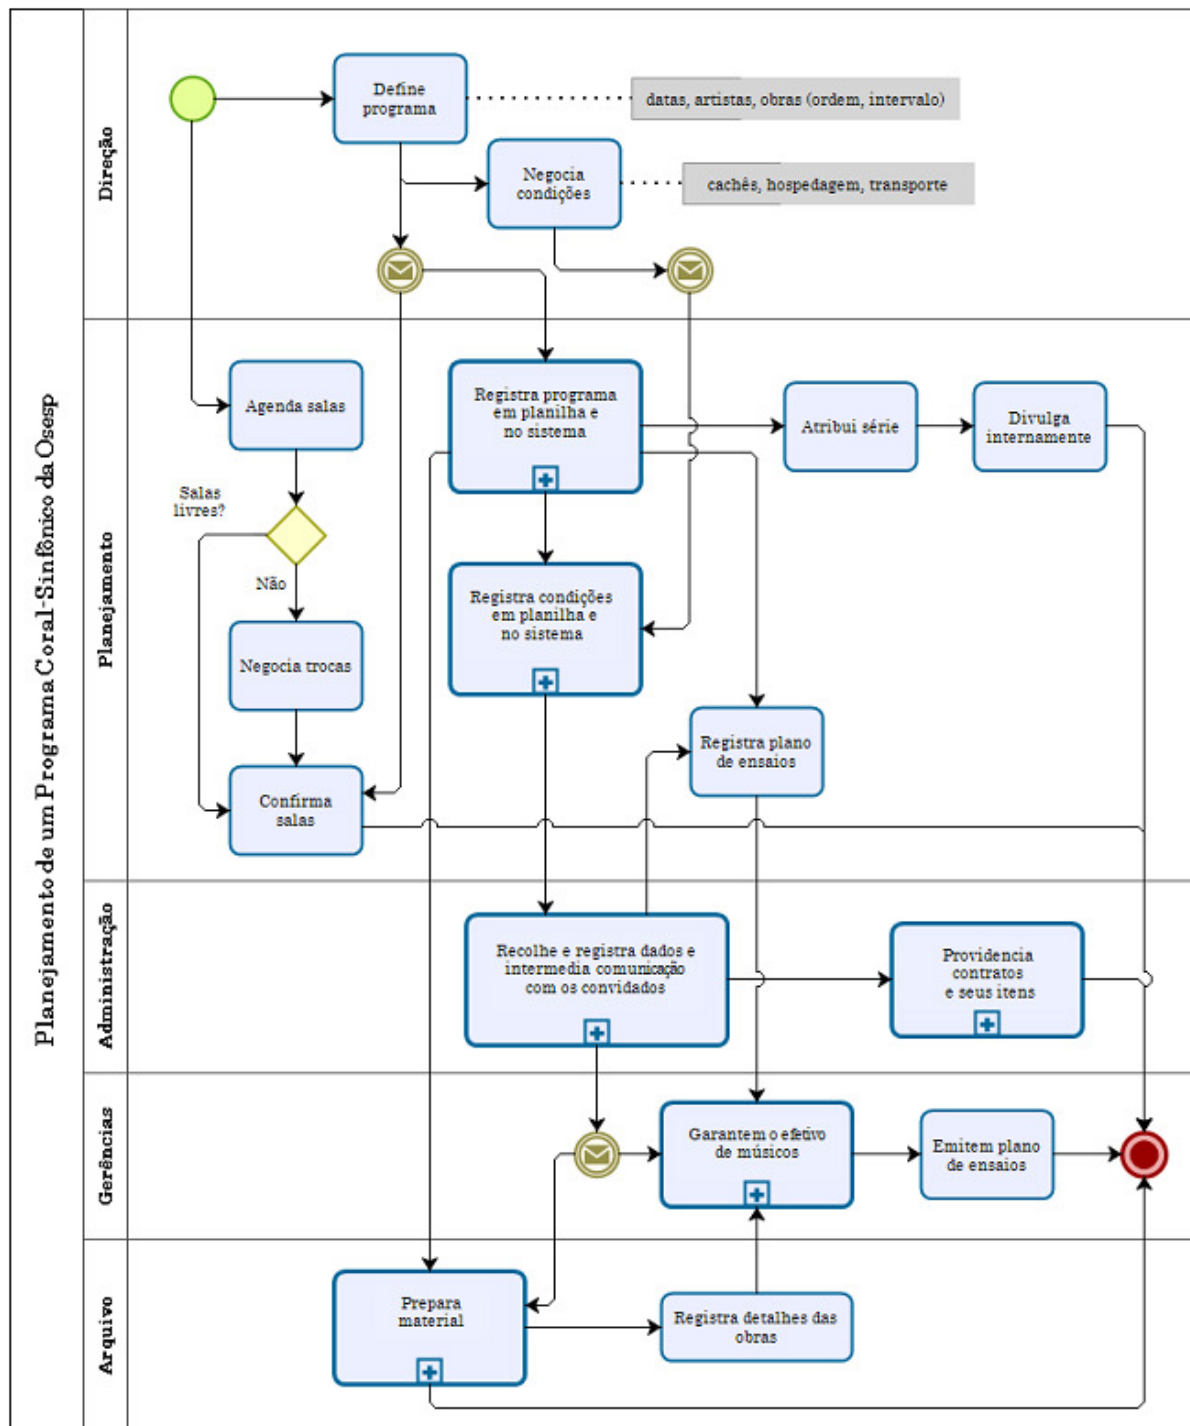 Planejamento de um Programa Coral-Sinfônico da Osesp
Direção
Define
programa
datas, artistas, obras (ordem, intervalo)
Negocia
condições
cachês, hospedagem, transporte
Planejamento
Agenda salas
Registra programa
em planilha e
no sistema
Atribui série
Divulga
internamente
Salas
livres?
Não
Registra condições
em planilha e
no sistema
Negocia trocas
Registra plano
de ensaios
Confirma
salas
Administração
Recolhe e registra dados e
intermedia comunicação
com os convidados
Providencia
contratos
e seus itens
Gerências
Garantem o efetivo
de músicos
Emitem plano
de ensaios
Arquivo
Prepara
material
Registra detalhes das
obras